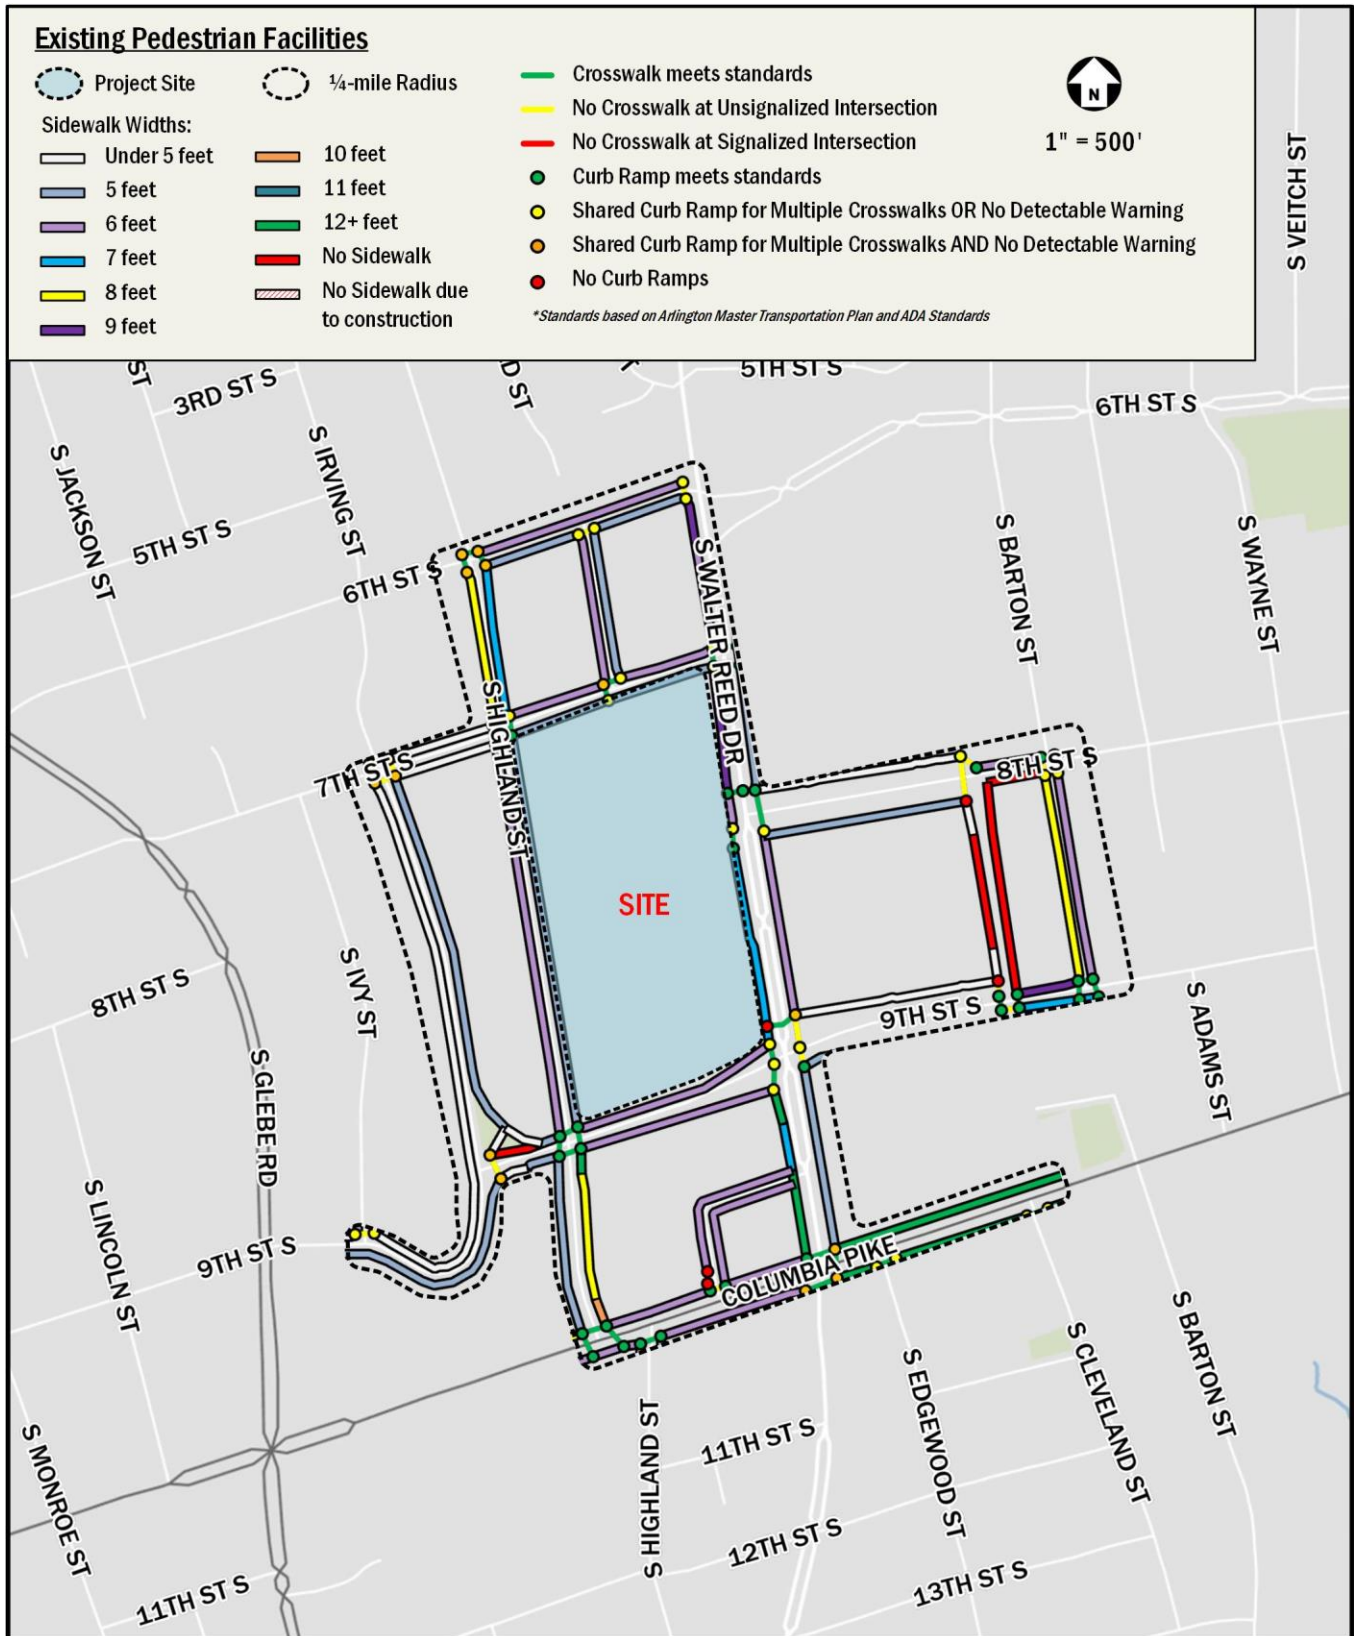 Existing Pedestrian Facilities
Project Site
¼-mile Radius
Sidewalk Widths:
Under 5 feet
5 feet
6 feet
7 feet
8 feet
9 feet
10 feet
11 feet
12+ feet
No Sidewalk
No Sidewalk due
to construction
Crosswalk meets standards
No Crosswalk at Unsignalized Intersection
No Crosswalk at Signalized Intersection
Curb Ramp meets standards
Shared Curb Ramp for Multiple Crosswalks OR No Detectable Warning
Shared Curb Ramp for Multiple Crosswalks AND No Detectable Warning
No Curb Ramps
*Standards based on Arlington Master Transportation Plan and ADA Standards
N
1" = 500'
S VEITCH ST
ST
3RD ST S
D ST
5TH ST S
6TH ST S
S JACKSON ST
S IRVING ST
5TH ST S
6TH ST S
S WALTER REED DR
S BARTON ST
S WAYNE ST
S HIGHLAND ST
7TH ST S
8TH ST S
SITE
8TH ST S
S IVY ST
9TH ST S
S ADAMS ST
S GLEBE RD
S LINCOLN ST
9TH ST S
COLUMBIA PIKE
S BARTON ST
S CLEVELAND ST
S EDGEWOOD ST
S HIGHLAND ST
11TH ST S
S MONROE ST
12TH ST S
11TH ST S
13TH ST S